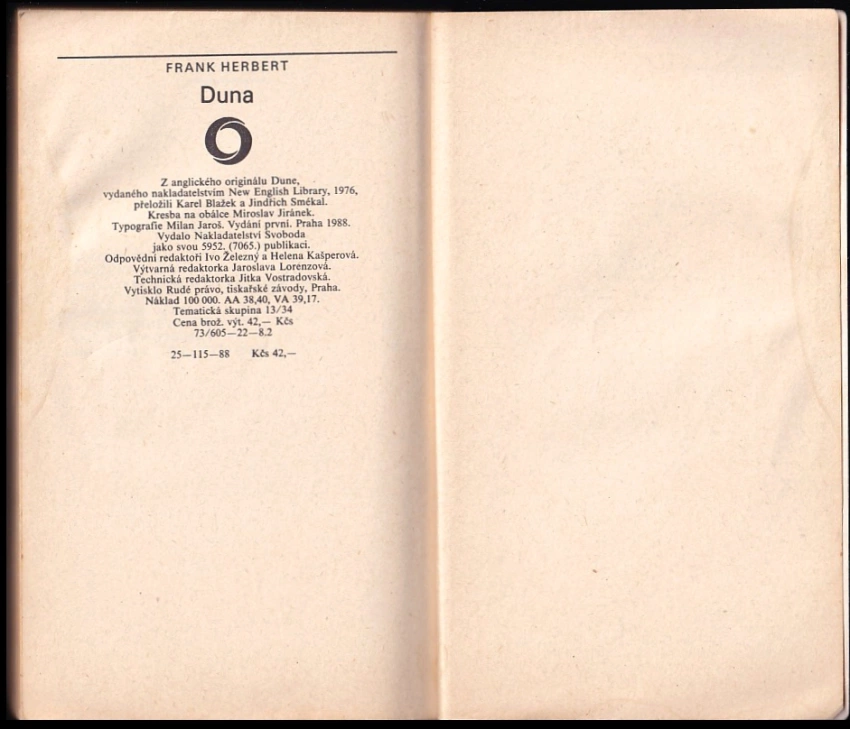 FRANK HERBERT
Duna
Z anglického originálu Dune,
vydaného nakladatelstvím New English Library, 1976,
přeložili Karel Blažek a Jindřich Smékal.
Kresba na obálce Miroslav Jiránek.
Typografie Milan Jaroš. Vydání první. Praha 1988.
Vydalo Nakladatelství Svoboda
jako svou 5952. (7065.) publikaci.
Odpovědní redaktoři Ivo Železný a Helena Kašperová.
Výtvarná redaktorka Jaroslava Lorenzová.
Technická redaktorka Jitka Vostradovská.
Vytisklo Rudé právo, tiskařské závody, Praha.
Náklad 100 000. AA 38,40, VA 39,17.
Tematická skupina 13/34
Cena brož. výt. 42,— Kčs
73/605—22—8.2
25—115—88 Kčs 42,—